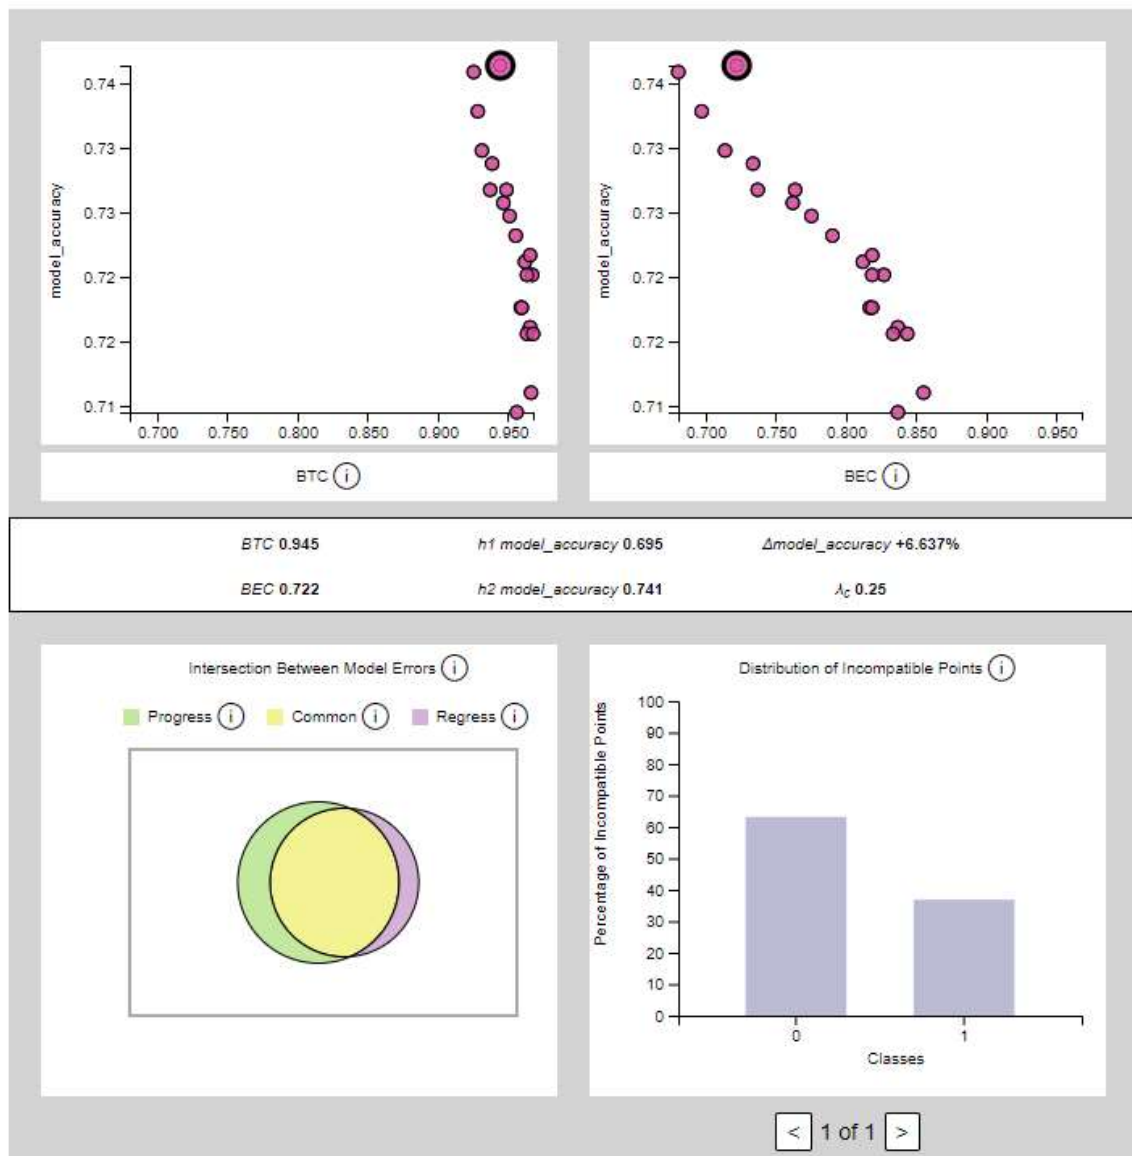 model_accuracy
0.74
0.73
0.73
0.72
0.72
0.71
0.700 0.750 0.800 0.850 0.900 0.950
BTC i
model_accuracy
0.74
0.73
0.73
0.72
0.72
0.71
0.700 0.750 0.800 0.850 0.900 0.950
BEC i
BTC 0.945 h1 model_accuracy 0.695 Δmodel_accuracy +6.637%
BEC 0.722 h2 model_accuracy 0.741 λc 0.25
Intersection Between Model Errors i
Progress i Common i Regress i
Distribution of Incompatible Points i
Percentage of Incompatible Points
100
90
80
70
60
50
40
30
20
10
0
0 1
Classes
< 1 of 1 >